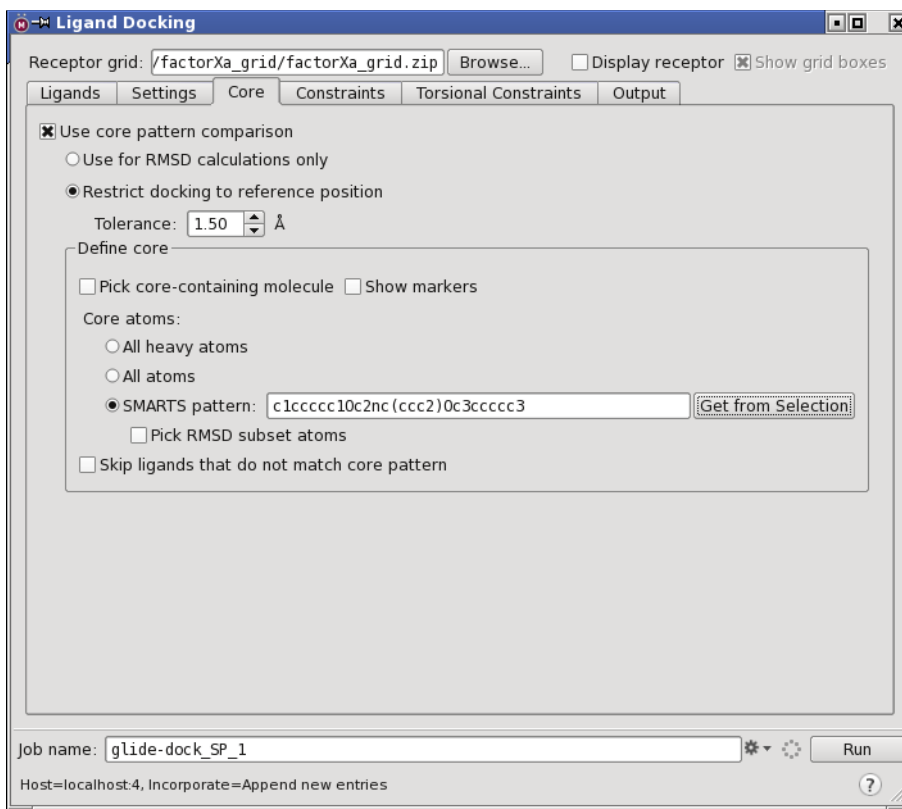 Ligand Docking
Receptor grid: /factorXa_grid/factorXa_grid.zip Browse... Display receptor Show grid boxes
Ligands Settings Core Constraints Torsional Constraints Output
Use core pattern comparison
Use for RMSD calculations only
Restrict docking to reference position
Tolerance: 1.50 Å
Define core
Pick core-containing molecule Show markers
Core atoms:
All heavy atoms
All atoms
SMARTS pattern: c1ccccc1Oc2nc(ccc2)Oc3ccccc3 Get from Selection
Pick RMSD subset atoms
Skip ligands that do not match core pattern
Job name: glide-dock_SP_1 Run
Host=localhost:4, Incorporate=Append new entries ?